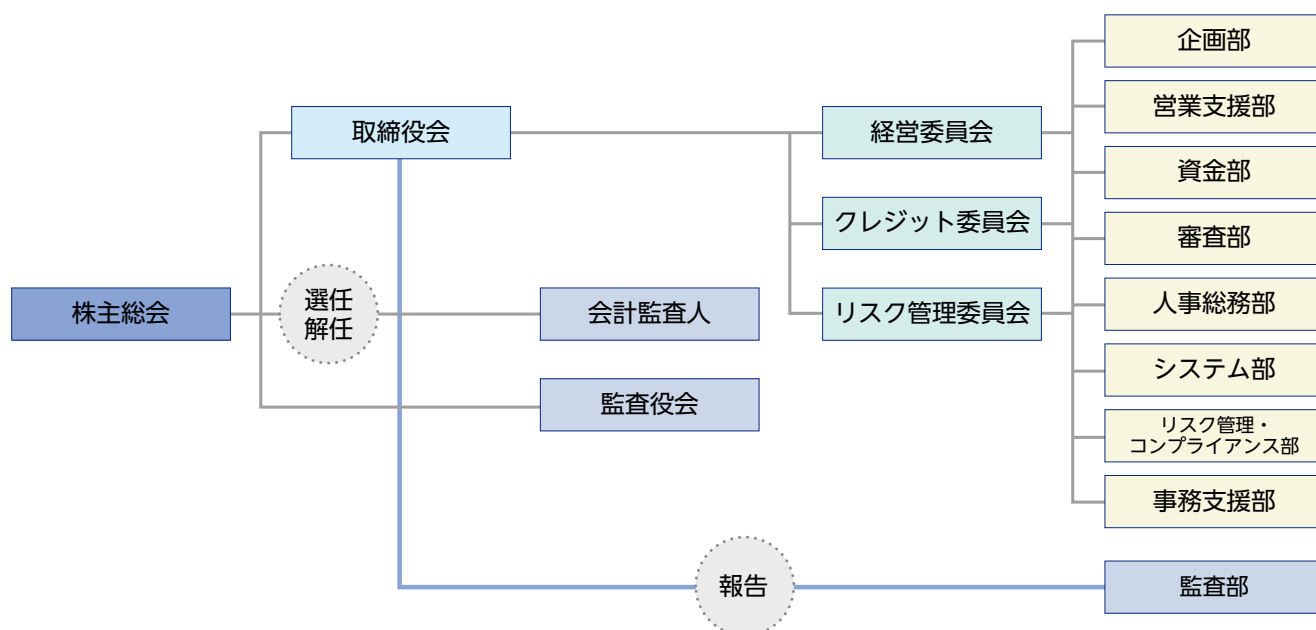 株主総会
選任
解任
取締役会
会計監査人
監査役会
経営委員会
クレジット委員会
リスク管理委員会
企画部
営業支援部
資金部
審査部
人事総務部
システム部
リスク管理・
コンプライアンス部
事務支援部
報告
監査部